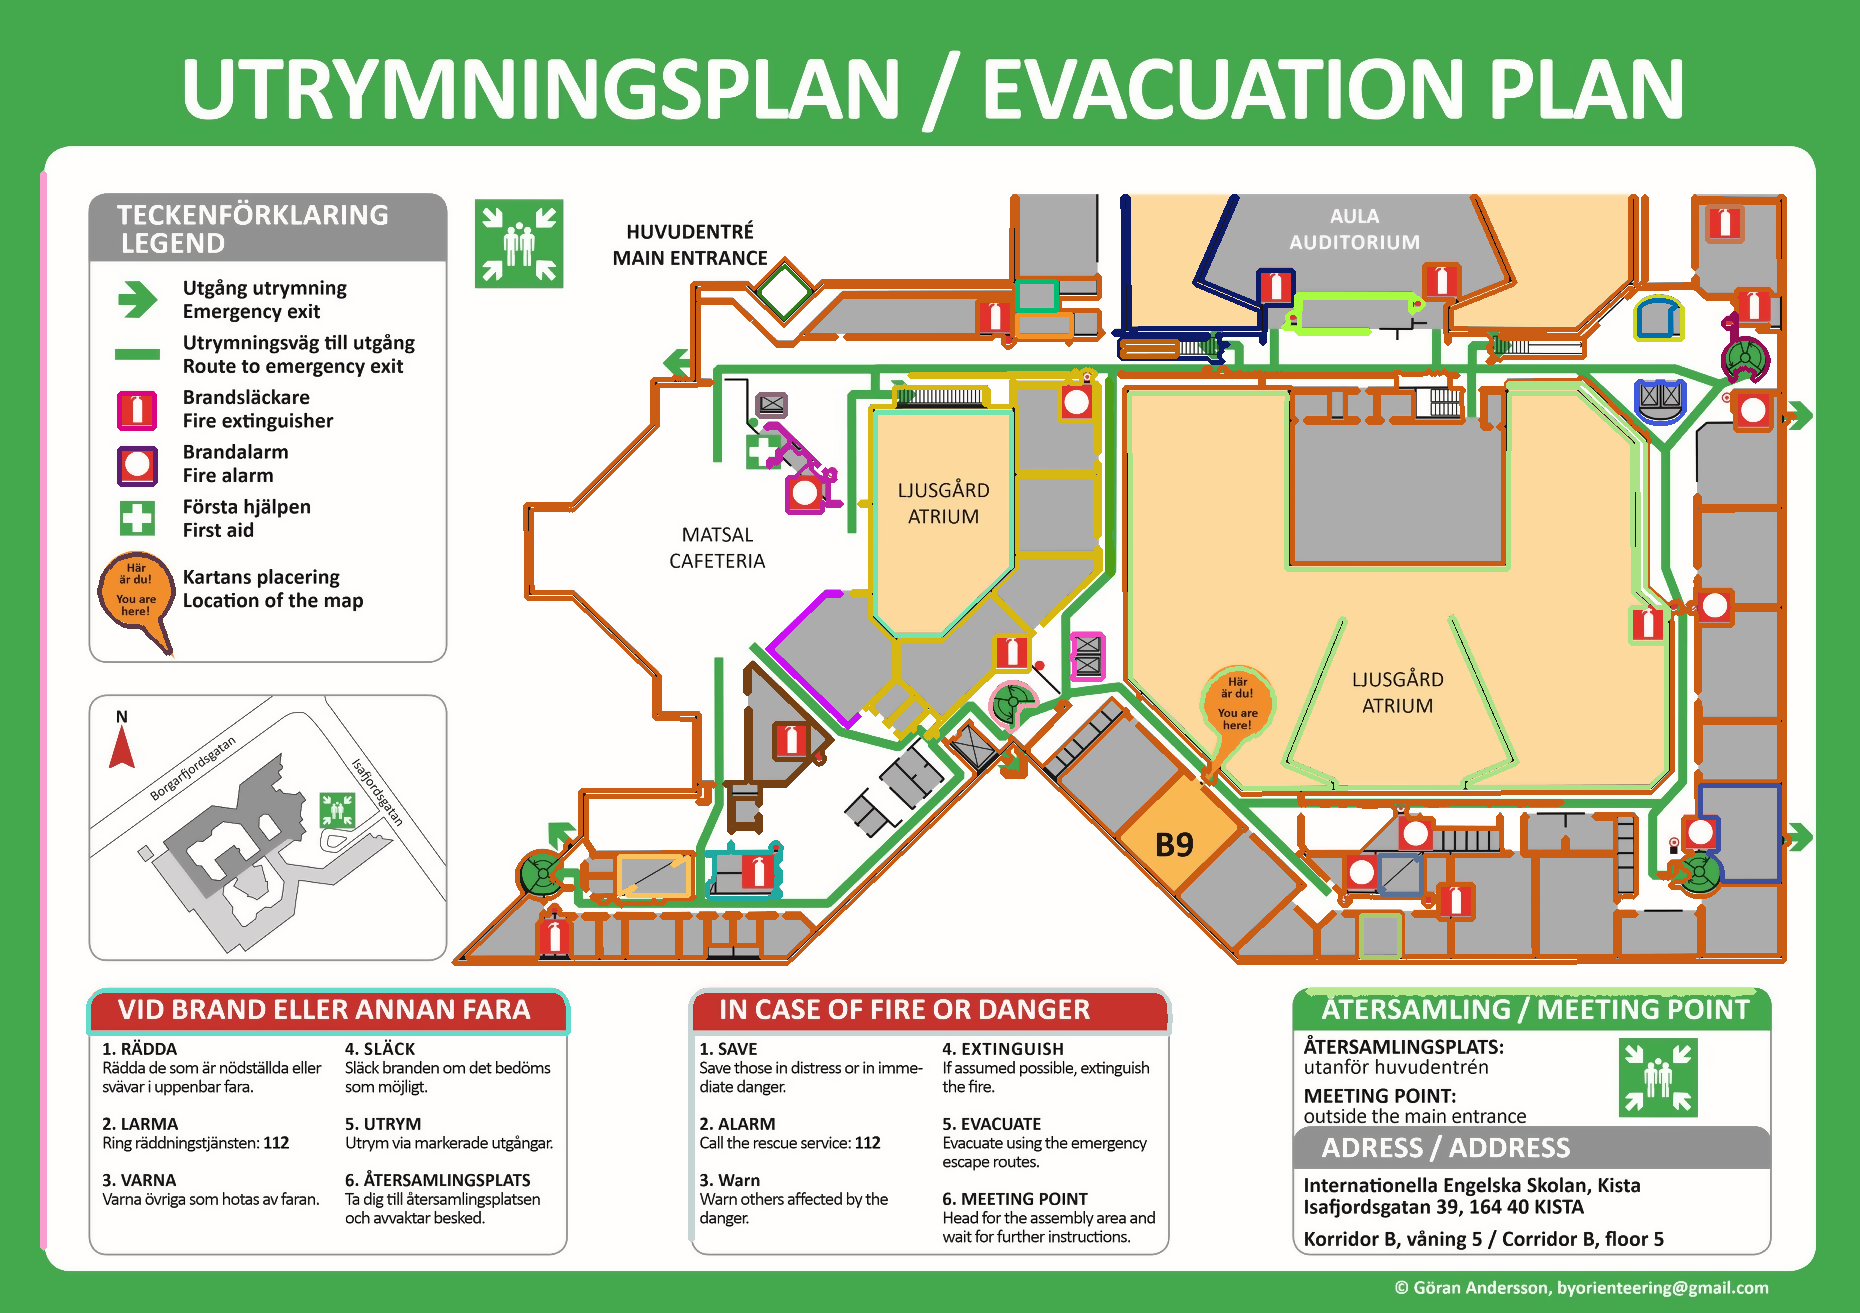 UTRYMNINGSPLAN / EVACUATION PLAN
TECKENFÖRKLARING
LEGEND
Utgång utrymning
Emergency exit
Utrymningsväg till utgång
Route to emergency exit
Brandsläckare
Fire extinguisher
Brandalarm
Fire alarm
Första hjälpen
First aid
Här
är du!
You are
here!
Kartans placering
Location of the map
N
Borgarfjordsgatan
Isafjordsgatan
HUVUDENTRÉ
MAIN ENTRANCE
AULA
AUDITORIUM
LJUSGÅRD
ATRIUM
MATSAL
CAFETERIA
Här
är du!
You are
here!
LJUSGÅRD
ATRIUM
B9
VID BRAND ELLER ANNAN FARA
1. RÄDDA
Rädda de som är nödställda eller
svävar i uppenbar fara.
2. LARMA
Ring räddningstjänsten: 112
3. VARNA
Varna övriga som hotas av faran.
4. SLÄCK
Släck branden om det bedöms
som möjligt.
5. UTRYM
Utrym via markerade utgångar.
6. ÅTERSAMLINGSPLATS
Ta dig till återsamlingsplatsen
och avvaktar besked.
IN CASE OF FIRE OR DANGER
1. SAVE
Save those in distress or in imme-
diate danger.
2. ALARM
Call the rescue service: 112
3. Warn
Warn others affected by the
danger.
4. EXTINGUISH
If assumed possible, extinguish
the fire.
5. EVACUATE
Evacuate using the emergency
escape routes.
6. MEETING POINT
Head for the assembly area and
wait for further instructions.
ÅTERSAMLING / MEETING POINT
ÅTERSAMLINGSPLATS:
utanför huvudentrén
MEETING POINT:
outside the main entrance
ADRESS / ADDRESS
Internationella Engelska Skolan, Kista
Isafjordsgatan 39, 164 40 KISTA
Korridor B, våning 5 / Corridor B, floor 5
© Göran Andersson, byorienteering@gmail.com